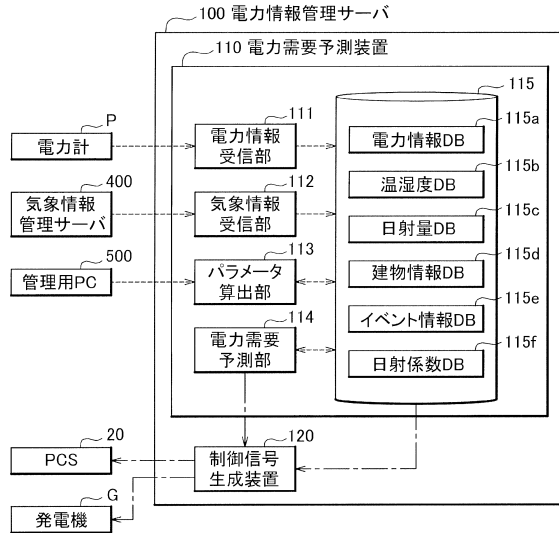 100 電力情報管理サーバ
110 電力需要予測装置
115
P
電力計
111
電力情報
受信部
115a
電力情報DB
400
気象情報
管理サーバ
112
気象情報
受信部
115b
温湿度DB
115c
日射量DB
500
管理用PC
113
パラメータ
算出部
115d
建物情報DB
114
電力需要
予測部
115e
イベント情報DB
115f
日射係数DB
20
PCS
120
制御信号
生成装置
G
発電機